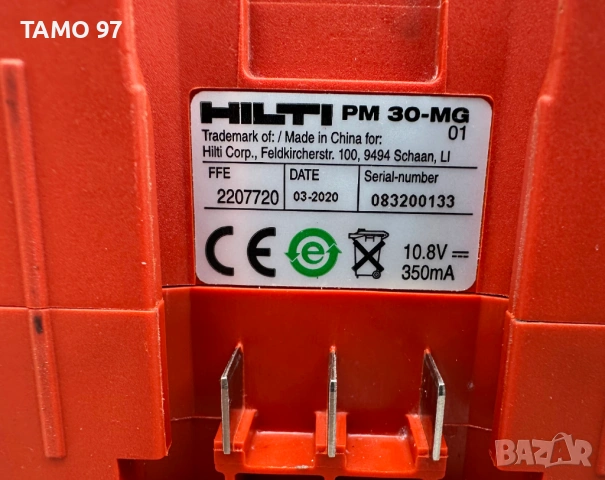 TAMO 97
HILTI PM 30-MG
01
Trademark of: / Made in China for:
Hilti Corp., Feldkircherstr. 100, 9494 Schaan, LI
FFE DATE Serial-number
2207720 03-2020 083200133
CE e 10.8V
350mA
BAZAR